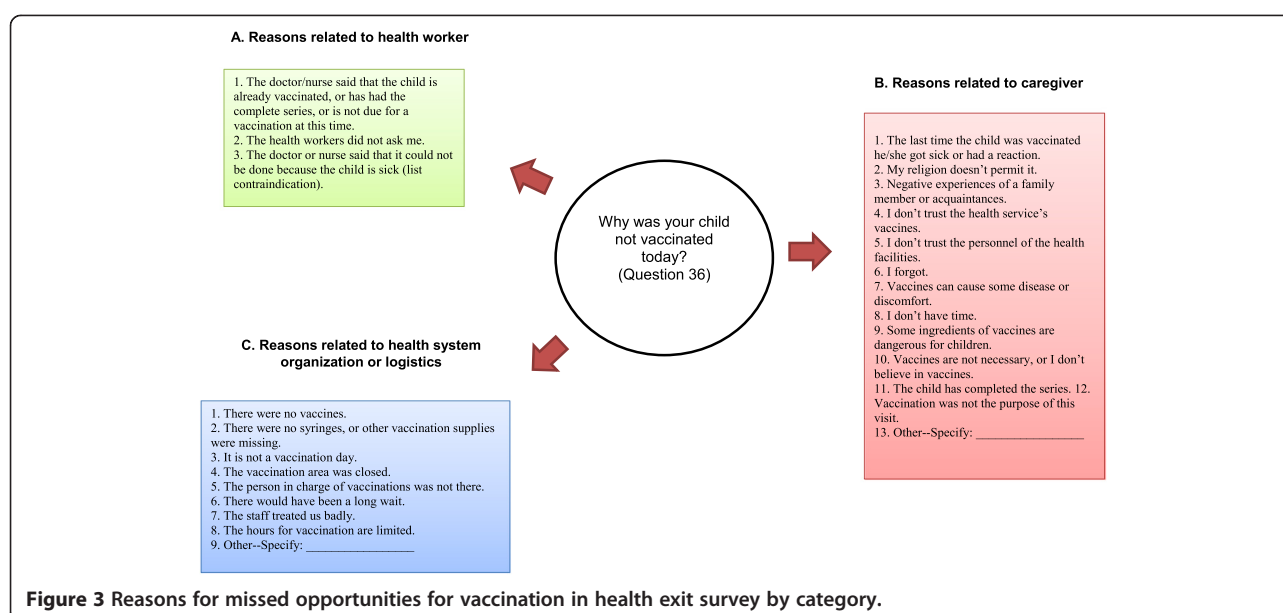 A. Reasons related to health worker
1. The doctor/nurse said that the child is
already vaccinated, or has had the
complete series, or is not due for a
vaccination at this time.
2. The health workers did not ask me.
3. The doctor or nurse said that it could not
be done because the child is sick (list
contraindication).
B. Reasons related to caregiver
1. The last time the child was vaccinated
he/she got sick or had a reaction.
2. My religion doesn't permit it.
3. Negative experiences of a family
member or acquaintances.
4. I don't trust the health service's
vaccines.
5. I don't trust the personnel of the health
facilities.
6. I forgot.
7. Vaccines can cause some disease or
discomfort.
8. I don't have time.
9. Some ingredients of vaccines are
dangerous for children.
10. Vaccines are not necessary, or I don't
believe in vaccines.
11. The child has completed the series. 12.
Vaccination was not the purpose of this
visit.
13. Other--Specify: _________________
Why was your child
not vaccinated
today?
(Question 36)
C. Reasons related to health system
organization or logistics
1. There were no vaccines.
2. There were no syringes, or other vaccination supplies
were missing.
3. It is not a vaccination day.
4. The vaccination area was closed.
5. The person in charge of vaccinations was not there.
6. There would have been a long wait.
7. The staff treated us badly.
8. The hours for vaccination are limited.
9. Other--Specify: _________________
Figure 3 Reasons for missed opportunities for vaccination in health exit survey by category.